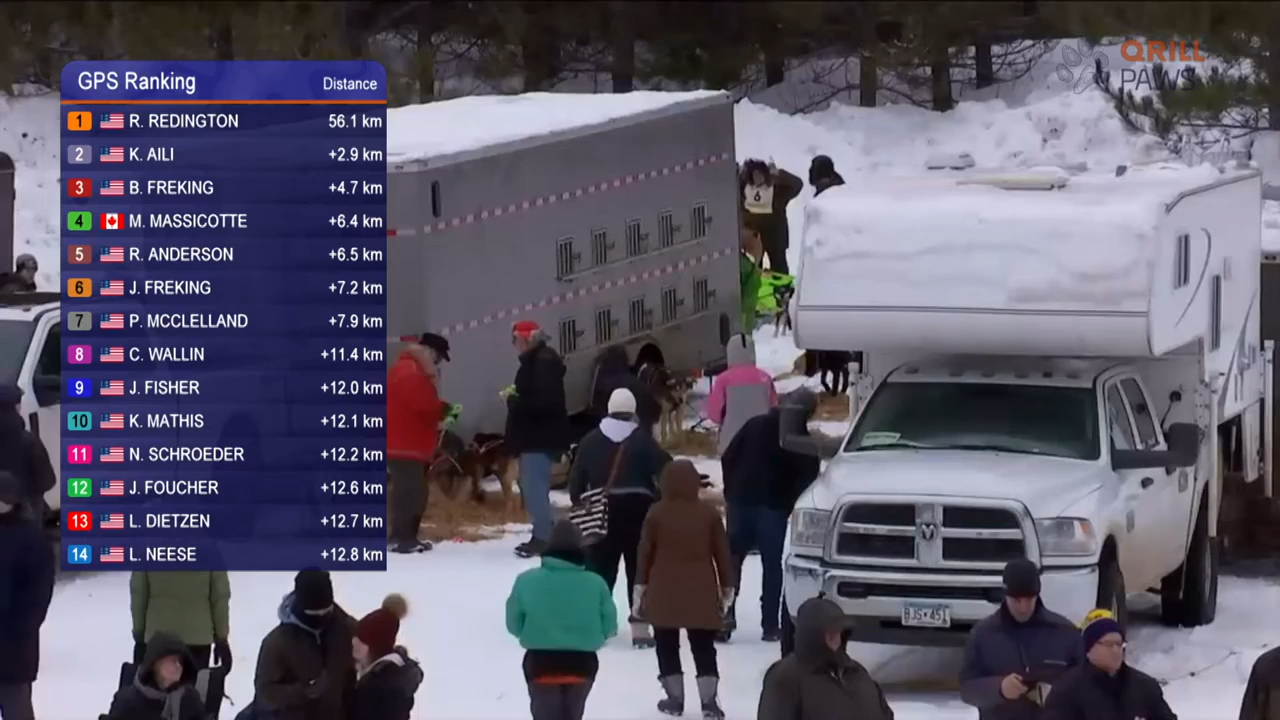 QRILL
PAWS
GPS Ranking Distance
1 R. REDINGTON 56.1 km
2 K. AILI +2.9 km
3 B. FREKING +4.7 km
4 M. MASSICOTTE +6.4 km
5 R. ANDERSON +6.5 km
6 J. FREKING +7.2 km
7 P. MCCLELLAND +7.9 km
8 C. WALLIN +11.4 km
9 J. FISHER +12.0 km
10 K. MATHIS +12.1 km
11 N. SCHROEDER +12.2 km
12 J. FOUCHER +12.6 km
13 L. DIETZEN +12.7 km
14 L. NEESE +12.8 km
6
BJS•451